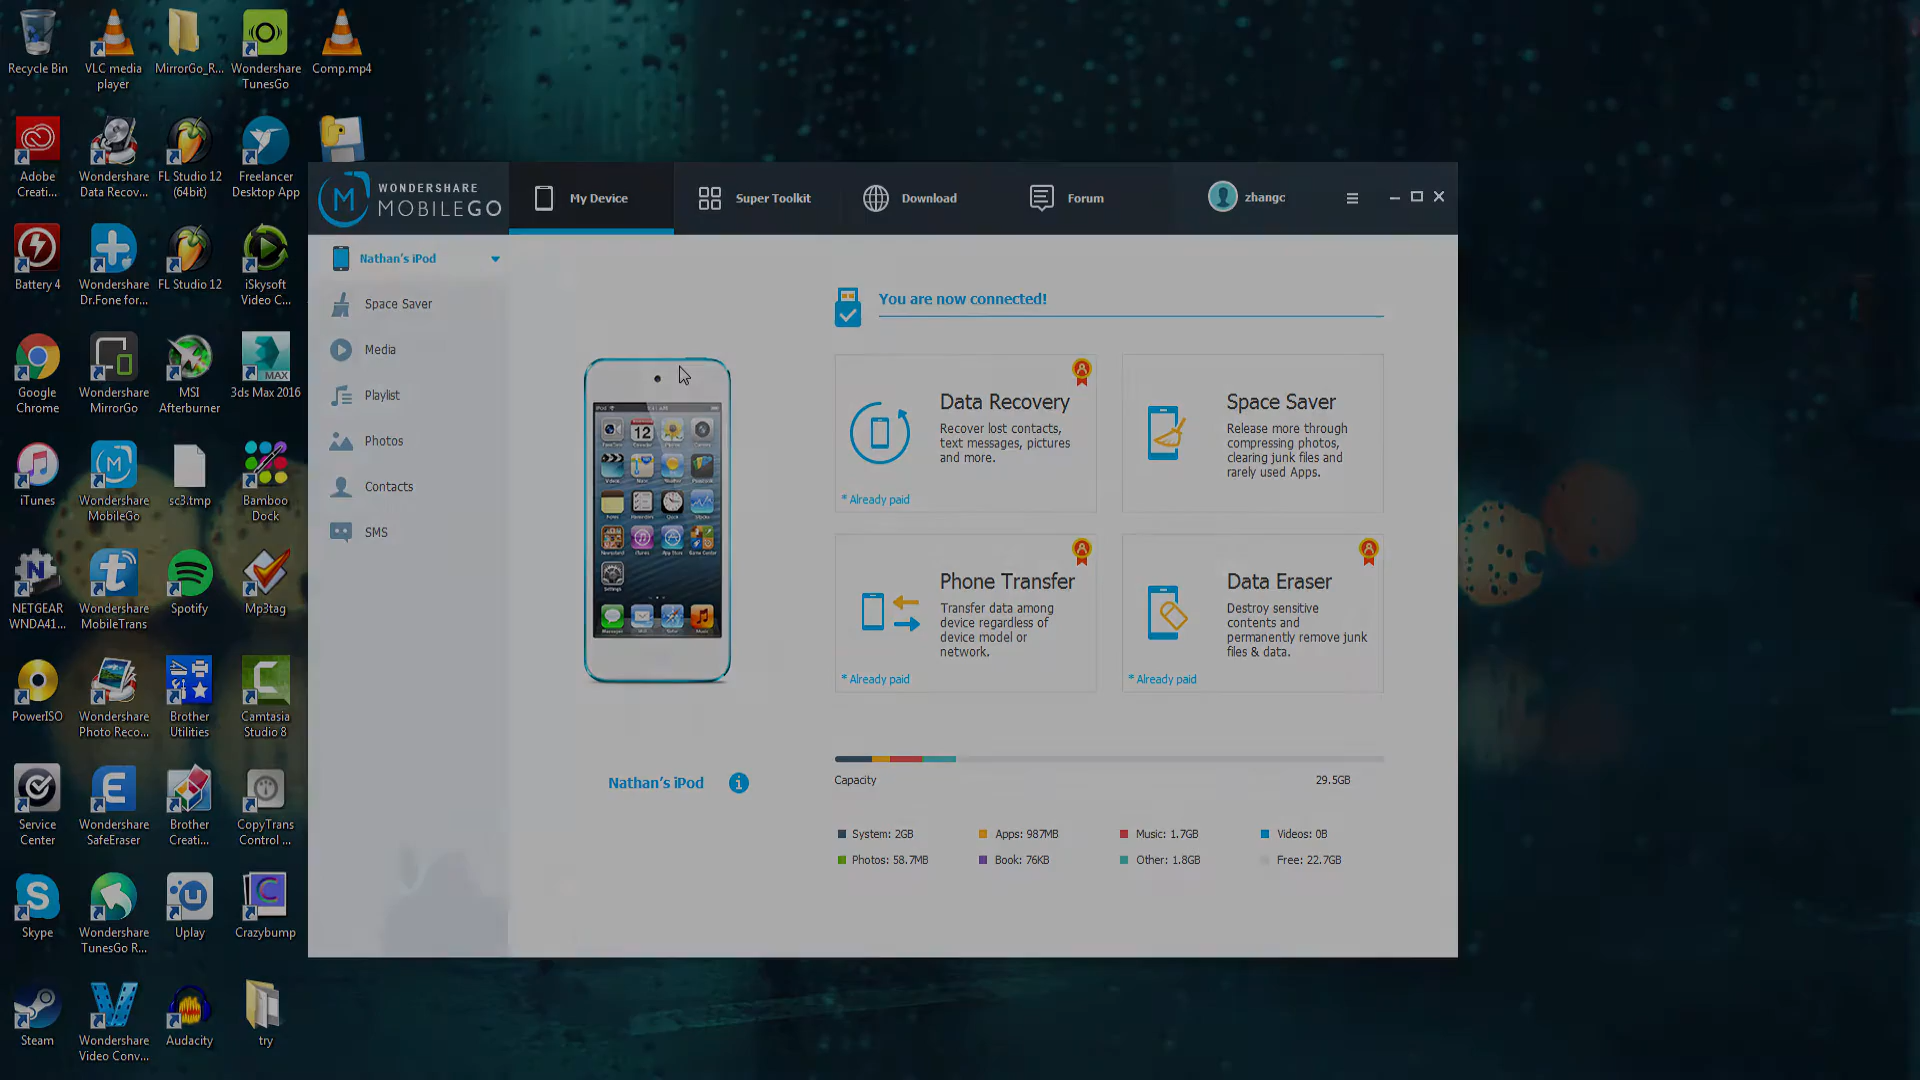 Recycle Bin
VLC media
player
MirrorGo_R...
Wondershare
TunesGo
Comp.mp4
Adobe
Creati...
Wondershare
Data Recov...
FL Studio 12
(64bit)
Freelancer
Desktop App
Battery 4
Wondershare
Dr.Fone for...
FL Studio 12
iSkysoft
Video C...
Google
Chrome
Wondershare
MirrorGo
MSI
Afterburner
3ds Max 2016
MAX
iTunes
Wondershare
MobileGo
sc3.tmp
Bamboo
Dock
NETGEAR
WNDA41...
Wondershare
MobileTrans
Spotify
Mp3tag
PowerISO
Wondershare
Photo Reco...
Brother
Utilities
Camtasia
Studio 8
Service
Center
Wondershare
SafeEraser
Brother
Creati...
CopyTrans
Control ...
Skype
Wondershare
TunesGo R...
Uplay
Crazybump
Steam
Wondershare
Video Conv...
Audacity
try
WONDERSHARE
MOBILEGO
My Device
Super Toolkit
Download
Forum
zhangc
Nathan's iPod
Space Saver
Media
Playlist
Photos
Contacts
SMS
Nathan's iPod
You are now connected!
Data Recovery
Recover lost contacts,
text messages, pictures
and more.
* Already paid
Space Saver
Release more through
compressing photos,
clearing junk files and
rarely used Apps.
Phone Transfer
Transfer data among
device regardless of
device model or
network.
* Already paid
Data Eraser
Destroy sensitive
contents and
permanently remove junk
files & data.
* Already paid
Capacity
29.5GB
System: 2GB
Apps: 987MB
Music: 1.7GB
Videos: 0B
Photos: 58.7MB
Book: 76KB
Other: 1.8GB
Free: 22.7GB